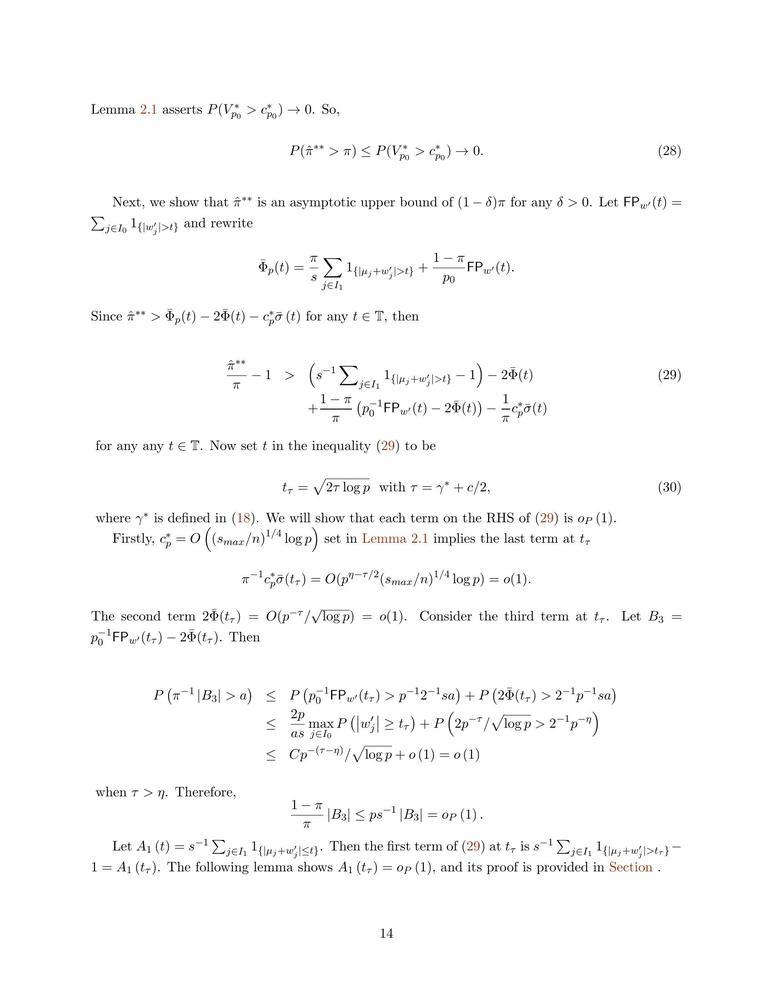 Lemma 2.1 asserts $P(V^*_{p_0} > c^*_{p_0}) \to 0$. So,
$P(\hat{\pi}^{**} > \pi) \leq P(V^*_{p_0} > c^*_{p_0}) \to 0.$ (28)
Next, we show that $\hat{\pi}^{**}$ is an asymptotic upper bound of $(1 - \delta)\pi$ for any $\delta > 0$. Let $\mathsf{FP}_{w'}(t) =$
$\sum_{j \in I_0} 1_{\{|w'_j| > t\}}$ and rewrite
$\bar{\Phi}_p(t) = \frac{\pi}{s} \sum_{j \in I_1} 1_{\{|\mu_j + w'_j| > t\}} + \frac{1 - \pi}{p_0} \mathsf{FP}_{w'}(t).$
Since $\hat{\pi}^{**} > \bar{\Phi}_p(t) - 2\bar{\Phi}(t) - c^*_p \bar{\sigma}(t)$ for any $t \in \mathbb{T}$, then
$\frac{\hat{\pi}^{**}}{\pi} - 1 > \left( s^{-1} \sum_{j \in I_1} 1_{\{|\mu_j + w'_j| > t\}} - 1 \right) - 2\bar{\Phi}(t)$ (29)
$+ \frac{1 - \pi}{\pi} \left( p_0^{-1} \mathsf{FP}_{w'}(t) - 2\bar{\Phi}(t) \right) - \frac{1}{\pi} c^*_p \bar{\sigma}(t)$
for any any $t \in \mathbb{T}$. Now set $t$ in the inequality (29) to be
$t_\tau = \sqrt{2\tau \log p}$ with $\tau = \gamma^* + c/2,$ (30)
where $\gamma^*$ is defined in (18). We will show that each term on the RHS of (29) is $o_P(1)$.
Firstly, $c^*_p = O\left( (s_{max}/n)^{1/4} \log p \right)$ set in Lemma 2.1 implies the last term at $t_\tau$
$\pi^{-1} c^*_p \bar{\sigma}(t_\tau) = O(p^{\eta - \tau/2} (s_{max}/n)^{1/4} \log p) = o(1).$
The second term $2\bar{\Phi}(t_\tau) = O(p^{-\tau}/\sqrt{\log p}) = o(1)$. Consider the third term at $t_\tau$. Let $B_3 =$
$p_0^{-1} \mathsf{FP}_{w'}(t_\tau) - 2\bar{\Phi}(t_\tau)$. Then
$P\left( \pi^{-1} |B_3| > a \right) \leq P\left( p_0^{-1} \mathsf{FP}_{w'}(t_\tau) > p^{-1} 2^{-1} sa \right) + P\left( 2\bar{\Phi}(t_\tau) > 2^{-1} p^{-1} sa \right)$
$\leq \frac{2p}{as} \max_{j \in I_0} P\left( |w'_j| \geq t_\tau \right) + P\left( 2p^{-\tau}/\sqrt{\log p} > 2^{-1} p^{-\eta} \right)$
$\leq C p^{-(\tau - \eta)}/\sqrt{\log p} + o(1) = o(1)$
when $\tau > \eta$. Therefore,
$\frac{1 - \pi}{\pi} |B_3| \leq p s^{-1} |B_3| = o_P(1).$
Let $A_1(t) = s^{-1} \sum_{j \in I_1} 1_{\{|\mu_j + w'_j| \leq t\}}$. Then the first term of (29) at $t_\tau$ is $s^{-1} \sum_{j \in I_1} 1_{\{|\mu_j + w'_j| > t_\tau\}} -$
$1 = A_1(t_\tau)$. The following lemma shows $A_1(t_\tau) = o_P(1)$, and its proof is provided in Section .
14